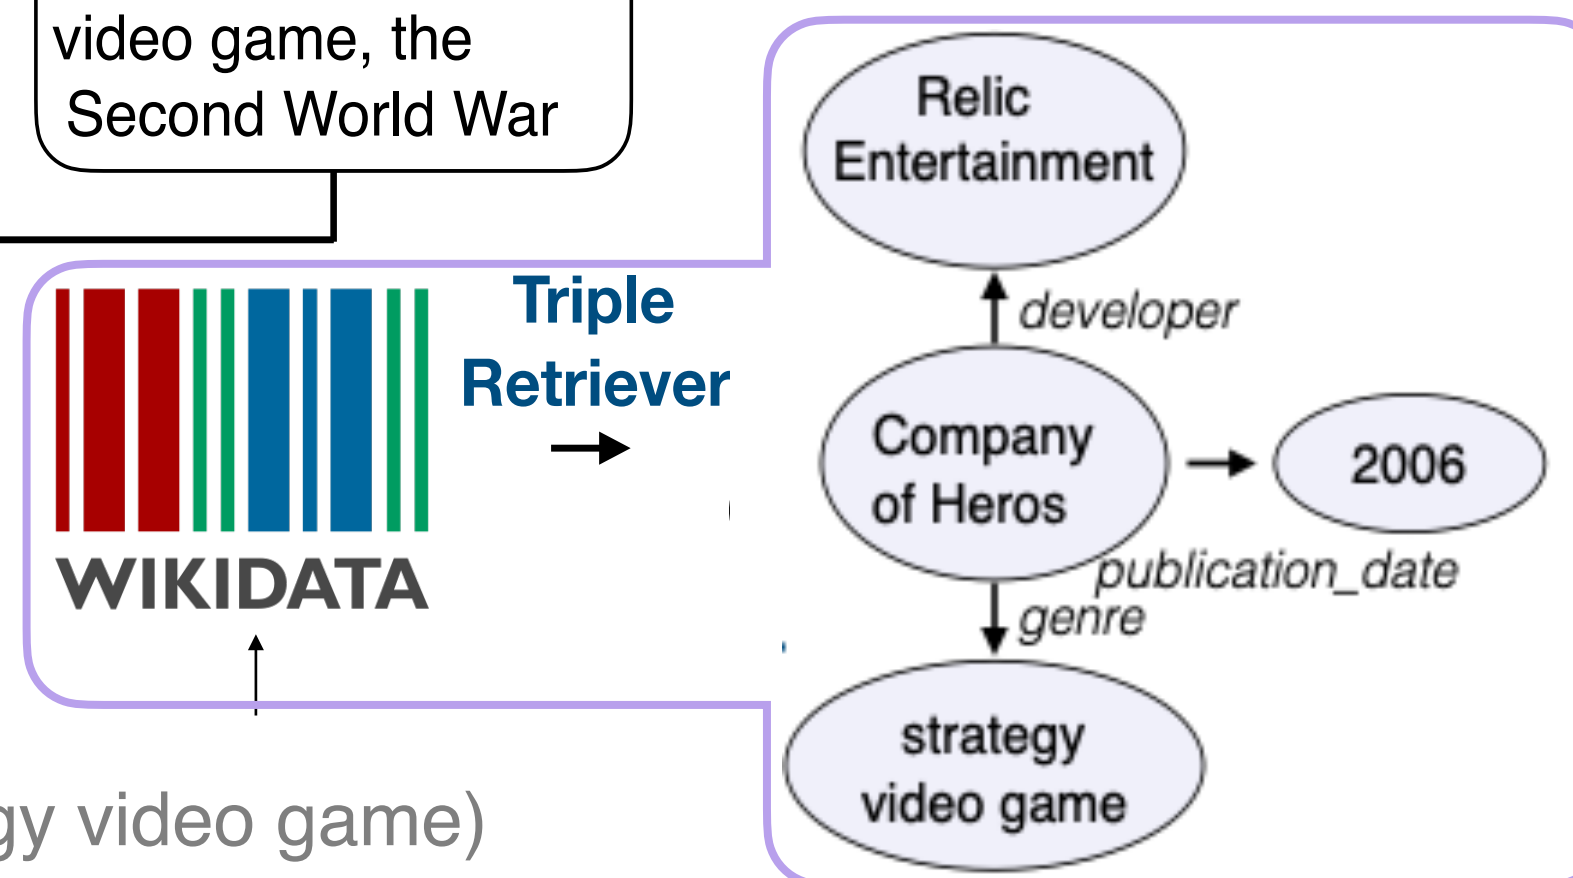 video game, the
Second World War
Triple
Retriever
WIKIDATA
gy video game)
Relic
Entertainment
developer
Company
of Heros
2006
publication_date
genre
strategy
video game